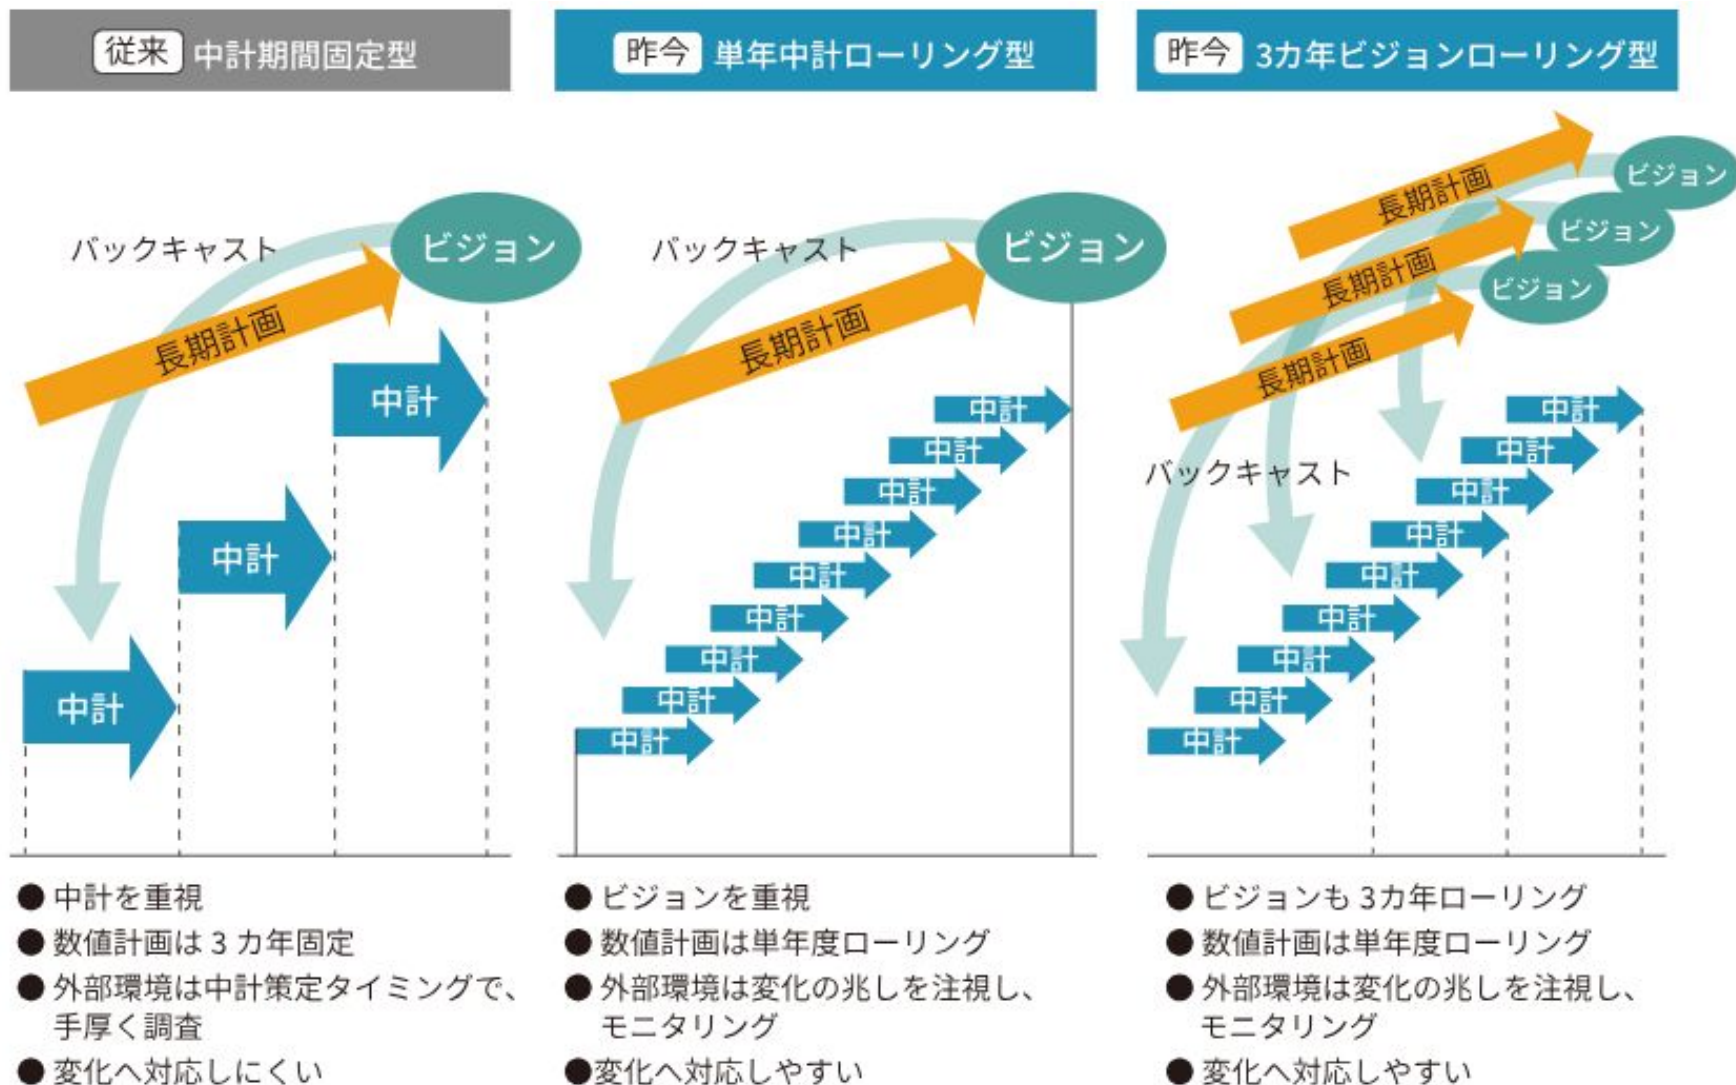 従来 中計期間固定型
バックキャスト
ビジョン
長期計画
中計
中計
中計
● 中計を重視
● 数値計画は 3 カ年固定
● 外部環境は中計策定タイミングで、
手厚く調査
● 変化へ対応しにくい
昨今 単年中計ローリング型
バックキャスト
ビジョン
長期計画
中計
中計
中計
中計
中計
中計
中計
中計
中計
● ビジョンを重視
● 数値計画は単年度ローリング
● 外部環境は変化の兆しを注視し、
モニタリング
●変化へ対応しやすい
昨今 3カ年ビジョンローリング型
ビジョン
長期計画
ビジョン
長期計画
ビジョン
長期計画
バックキャスト
中計
中計
中計
中計
中計
中計
中計
中計
中計
● ビジョンも 3カ年ローリング
● 数値計画は単年度ローリング
● 外部環境は変化の兆しを注視し、
モニタリング
● 変化へ対応しやすい